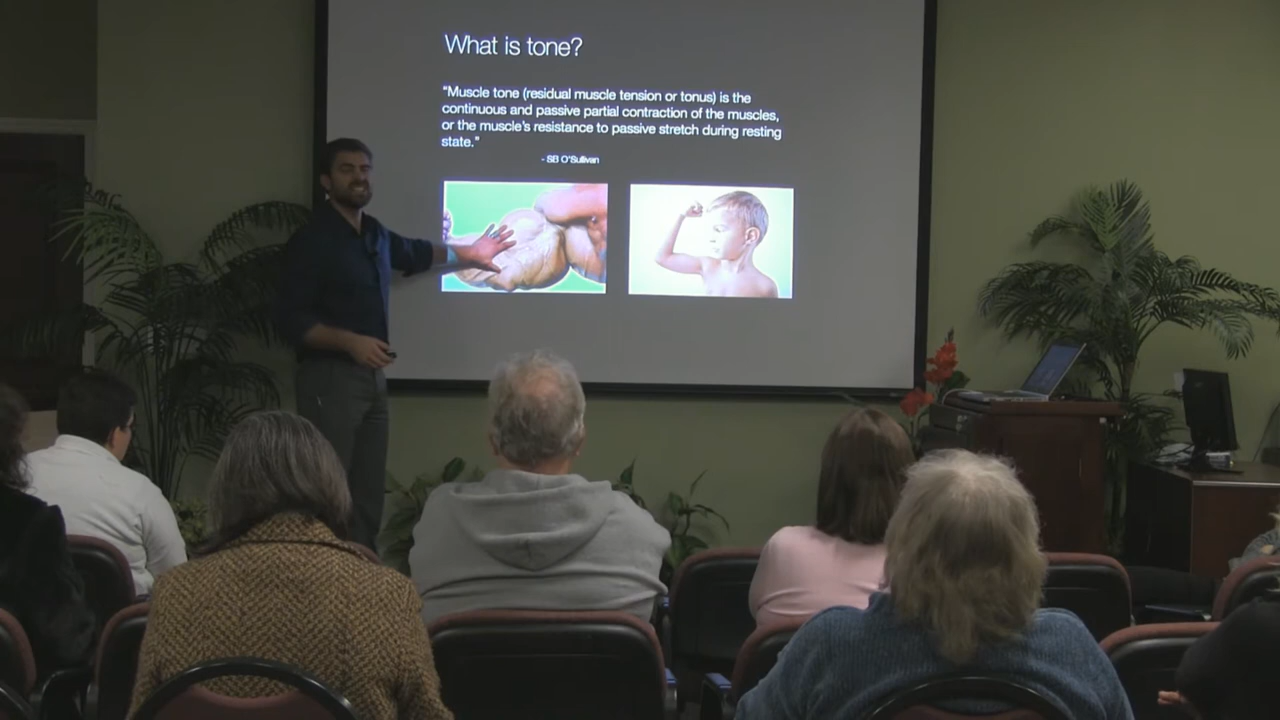 What is tone?
“Muscle tone (residual muscle tension or tonus) is the
continuous and passive partial contraction of the muscles,
or the muscle's resistance to passive stretch during resting
state.”
- SB O'Sullivan